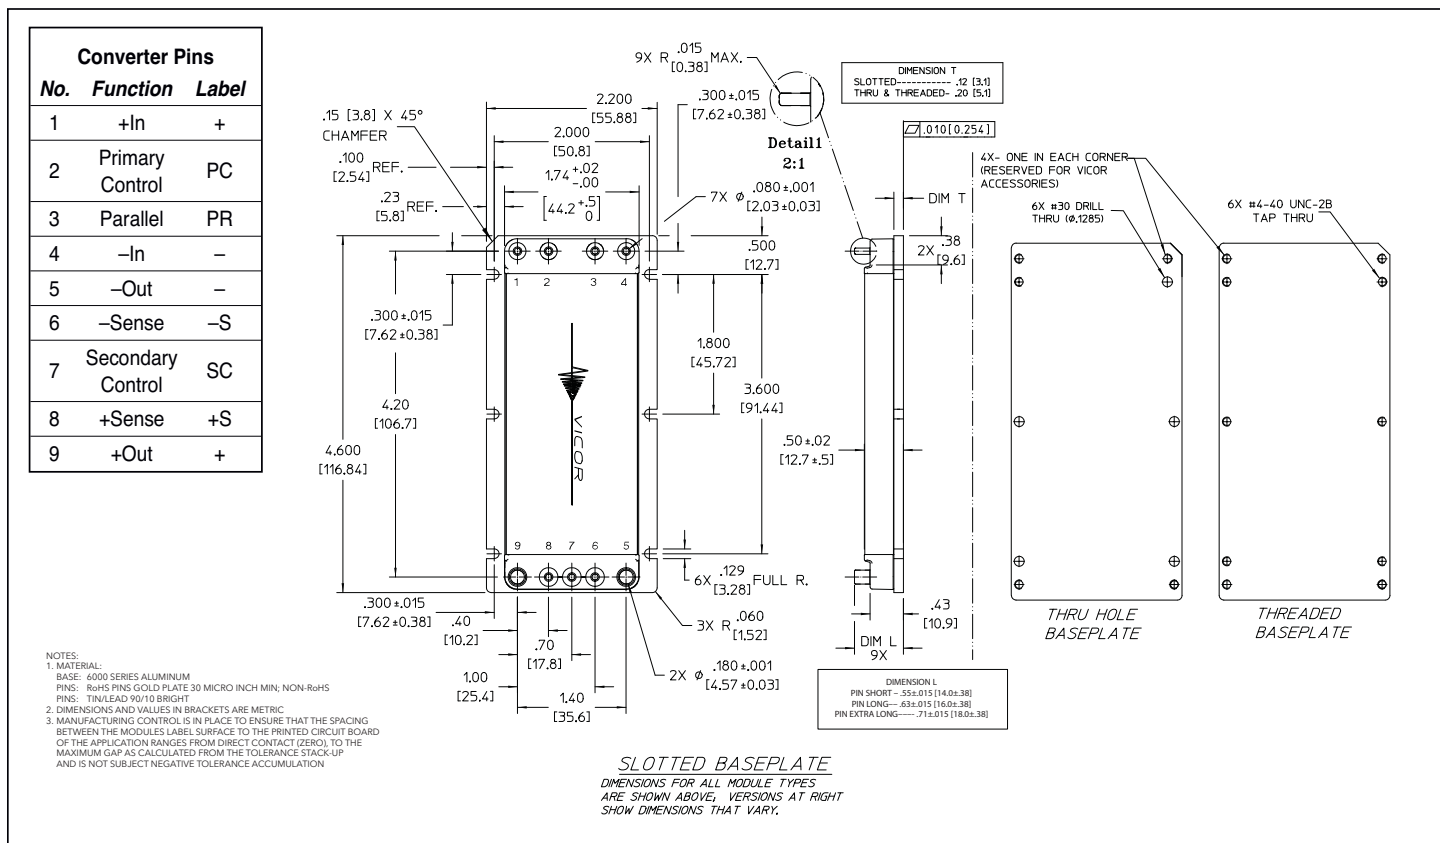 Converter Pins
No. Function Label
1 +In +
2 Primary Control PC
3 Parallel PR
4 –In –
5 –Out –
6 –Sense –S
7 Secondary Control SC
8 +Sense +S
9 +Out +
9X R .015 [0.38] MAX.
Detail1
2:1
DIMENSION T
SLOTTED----------- .12 [3.1]
THRU & THREADED- .20 [5.1]
.010[0.254]
2.200
[55.88]
.300±.015
[7.62±0.38]
.15 [3.8] X 45°
CHAMFER
2.000
[50.8]
.100
[2.54] REF.
1.74 +.02 -.00
[44.2 +.5 0]
.23
[5.8] REF.
7X ø .080±.001
[2.03±0.03]
DIM T
.500
[12.7]
2X .38
[9.6]
1 2 3 4
.300±.015
[7.62±0.38]
1.800
[45.72]
3.600
[91.44]
4.20
[106.7]
4.600
[116.84]
VICOR
.50±.02
[12.7±.5]
9 8 7 6 5
6X .129
[3.28] FULL R.
.300±.015
[7.62±0.38]
.40
[10.2]
.70
[17.8]
3X R .060
[1.52]
1.00
[25.4]
1.40
[35.6]
2X ø .180±.001
[4.57±0.03]
.43
[10.9]
DIM L
9X
4X- ONE IN EACH CORNER
(RESERVED FOR VICOR
ACCESSORIES)
6X #30 DRILL
THRU (ø.1285)
6X #4-40 UNC-2B
TAP THRU
THRU HOLE
BASEPLATE
THREADED
BASEPLATE
DIMENSION L
PIN SHORT – .55±.015 [14.0±.38]
PIN LONG–- .63±.015 [16.0±.38]
PIN EXTRA LONG–--- .71±.015 [18.0±.38]
NOTES:
1. MATERIAL:
BASE: 6000 SERIES ALUMINUM
PINS: RoHS PINS GOLD PLATE 30 MICRO INCH MIN; NON-RoHS
PINS: TIN/LEAD 90/10 BRIGHT
2. DIMENSIONS AND VALUES IN BRACKETS ARE METRIC
3. MANUFACTURING CONTROL IS IN PLACE TO ENSURE THAT THE SPACING
BETWEEN THE MODULES LABEL SURFACE TO THE PRINTED CIRCUIT BOARD
OF THE APPLICATION RANGES FROM DIRECT CONTACT (ZERO), TO THE
MAXIMUM GAP AS CALCULATED FROM THE TOLERANCE STACK-UP
AND IS NOT SUBJECT NEGATIVE TOLERANCE ACCUMULATION
SLOTTED BASEPLATE
DIMENSIONS FOR ALL MODULE TYPES
ARE SHOWN ABOVE; VERSIONS AT RIGHT
SHOW DIMENSIONS THAT VARY.